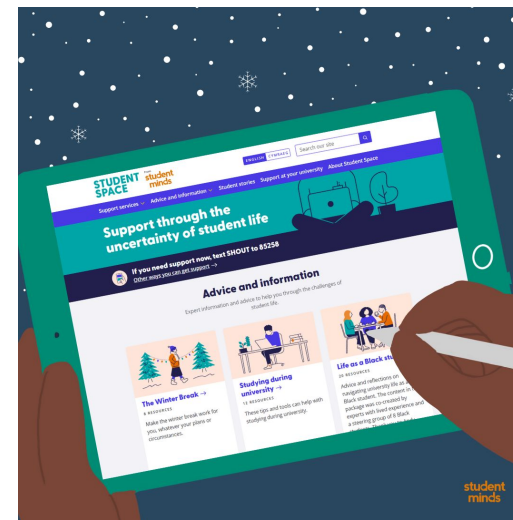 STUDENT
SPACE
student
minds
ENGLISH CYMRAEG
Search our site
Support services
Advice and Information
Student stories
Support at your university
About Student Space
Support through the
uncertainty of student life
If you need support now, text SHOUT to 85258
Other ways you can get support →
Advice and information
Expert information and advice to help you through the challenges of
student life.
The Winter Break →
RESOURCES
Make the winter break work for
you, whatever your plans or
circumstances.
Studying during
university →
RESOURCES
These tips and tools can help with
studying during university.
Life as a Black
RESOURCES
Advice and reflections on
navigating university life as a
Black student. The content in
package was co-created by
experts with lived experience and
a steering group of 8 Black
student
minds